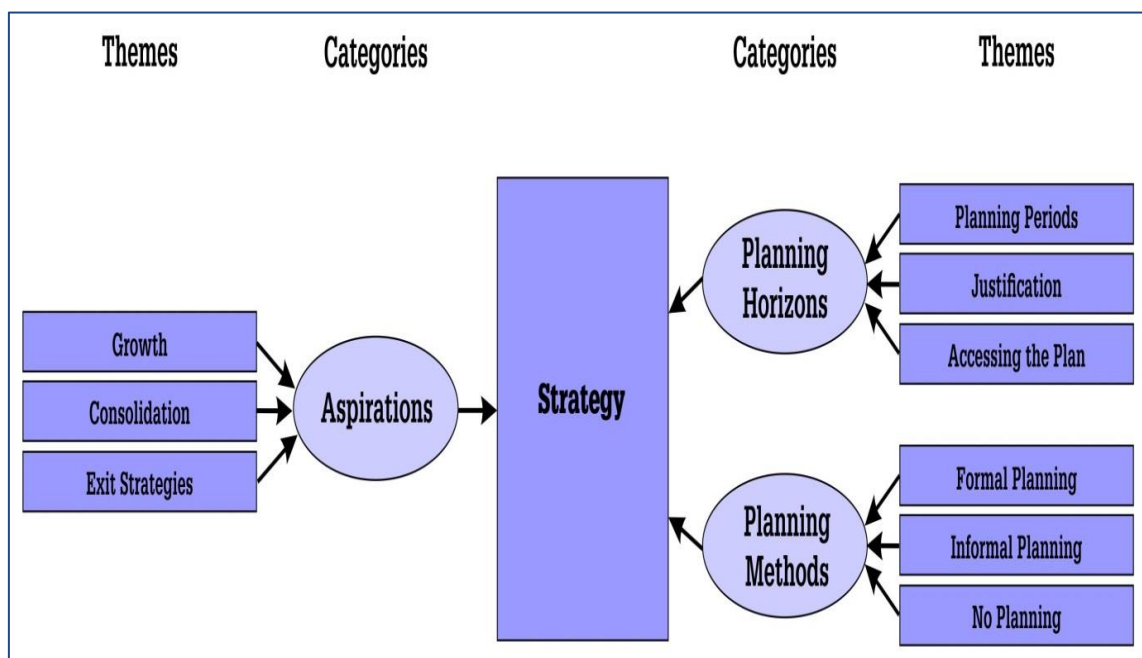 Themes
Categories
Categories
Themes
Growth
Consolidation
Exit Strategies
Aspirations
Strategy
Planning
Horizons
Planning
Methods
Planning Periods
Justification
Accessing the Plan
Formal Planning
Informal Planning
No Planning